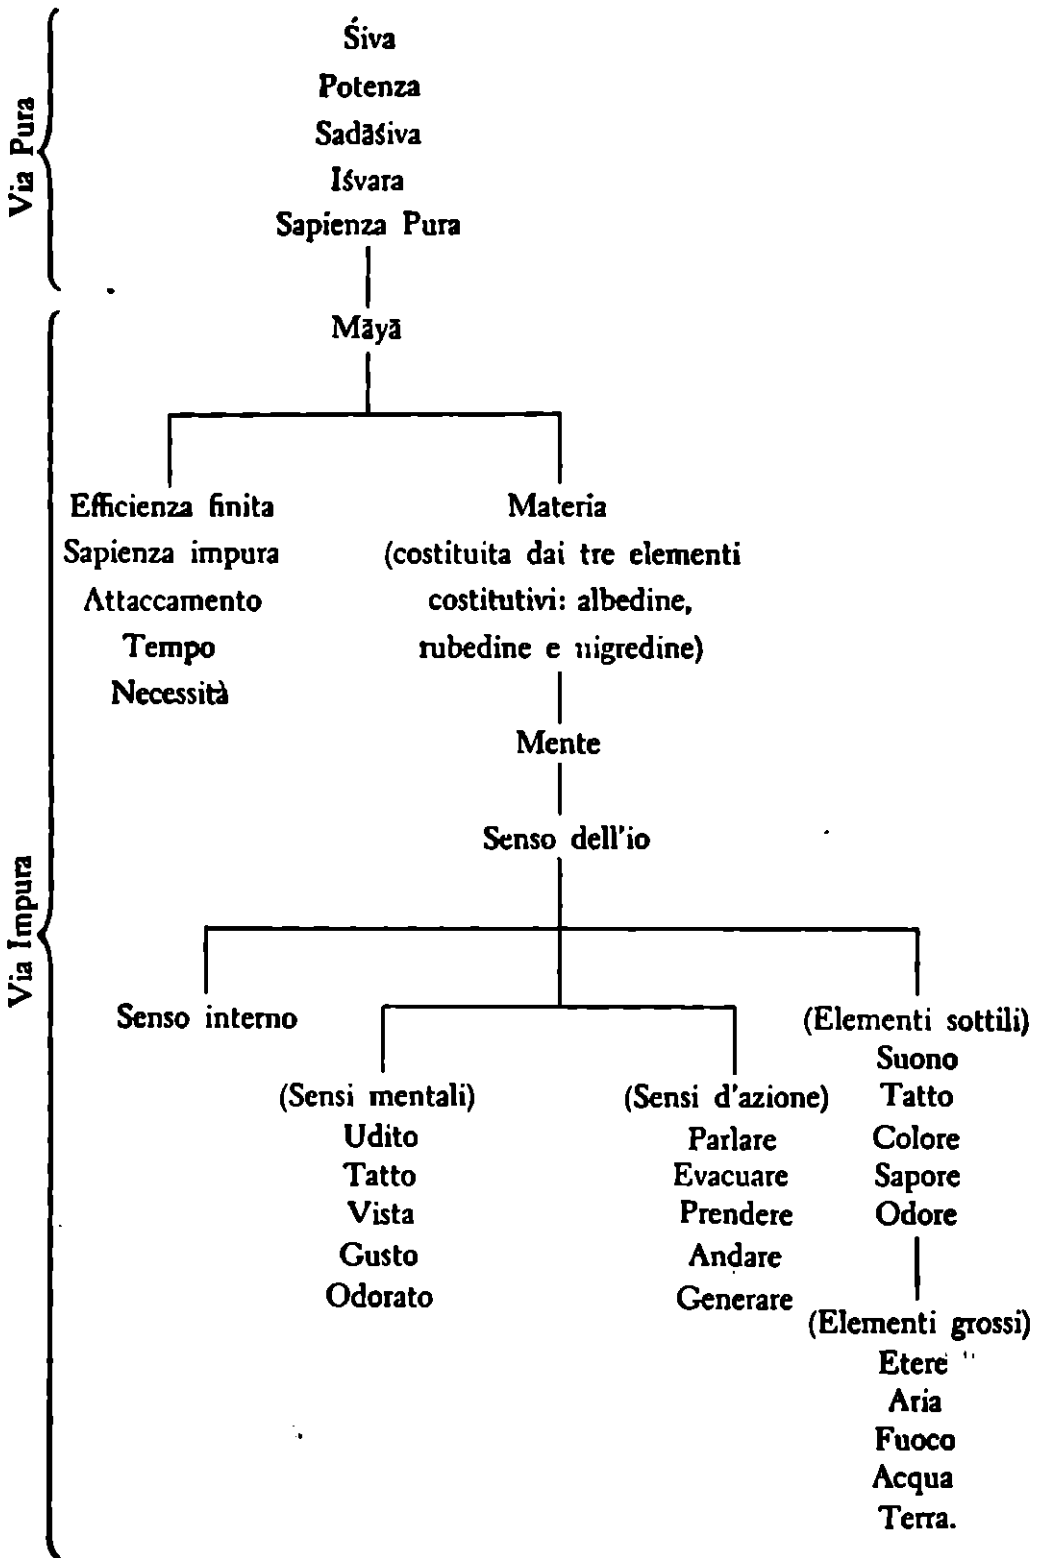 Via Pura
Śiva
Potenza
Sadāśiva
Iśvara
Sapienza Pura
Via Impura
Māyā
Efficienza finita
Sapienza impura
Attaccamento
Tempo
Necessità
Materia
(costituita dai tre elementi
costitutivi: albedine,
rubedine e nigredine)
Mente
Senso dell'io
Senso interno
(Sensi mentali)
Udito
Tatto
Vista
Gusto
Odorato
(Sensi d'azione)
Parlare
Evacuare
Prendere
Andare
Generare
(Elementi sottili)
Suono
Tatto
Colore
Sapore
Odore
(Elementi grossi)
Etere
Aria
Fuoco
Acqua
Terra.